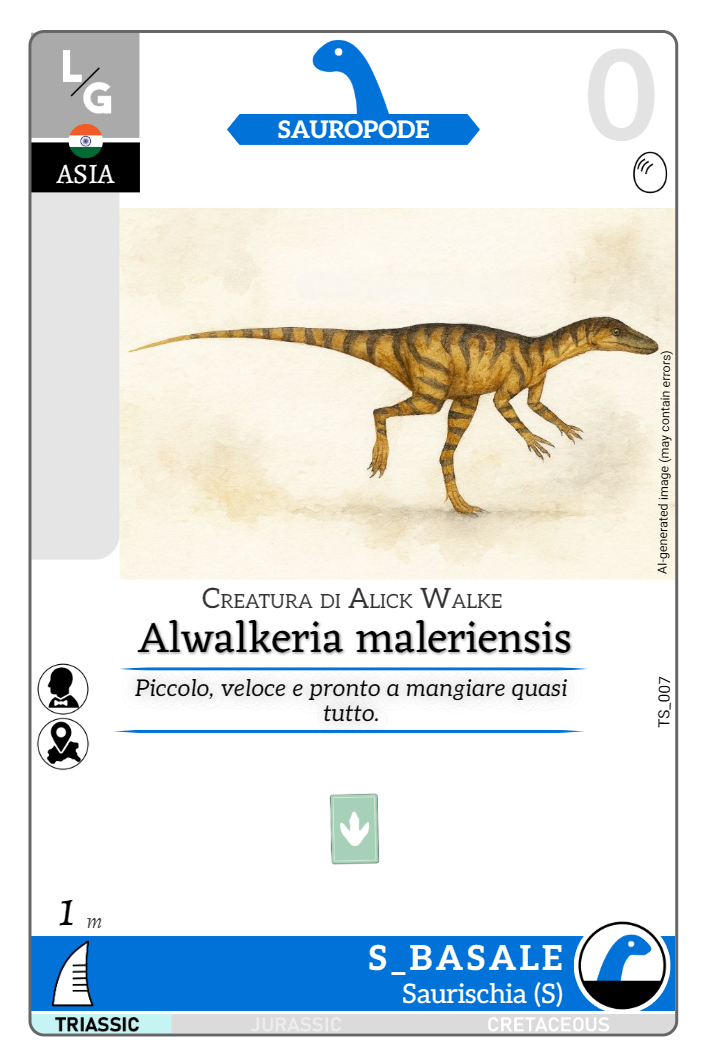 L/G
ASIA
SAUROPODE
0
AI-generated image (may contain errors)
Creatura di Alick Walke
Alwalkeria maleriensis
Piccolo, veloce e pronto a mangiare quasi
tutto.
TS_007
1 m
S_BASALE
Saurischia (S)
TRIASSIC
JURASSIC
CRETACEOUS